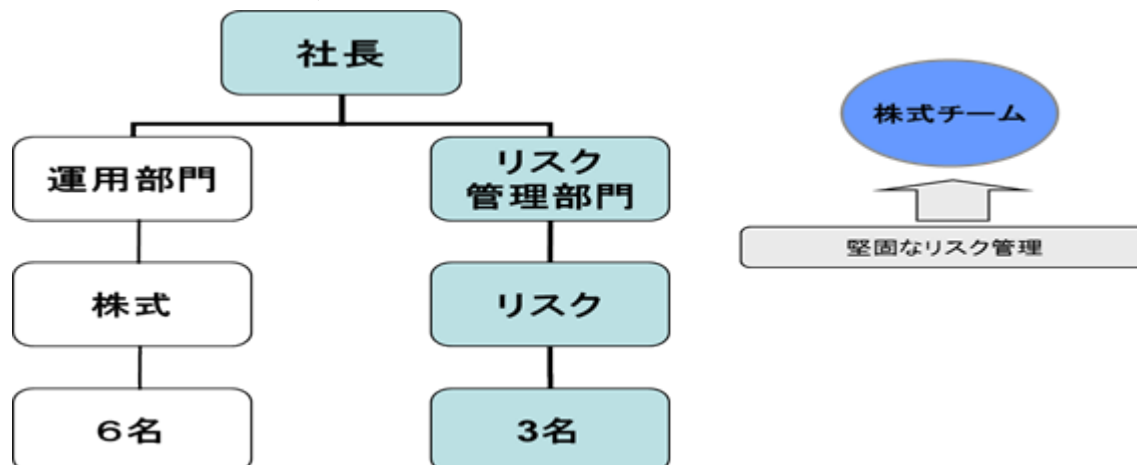 社長
運用部門
リスク
管理部門
株式
リスク
6名
3名
株式チーム
堅固なリスク管理